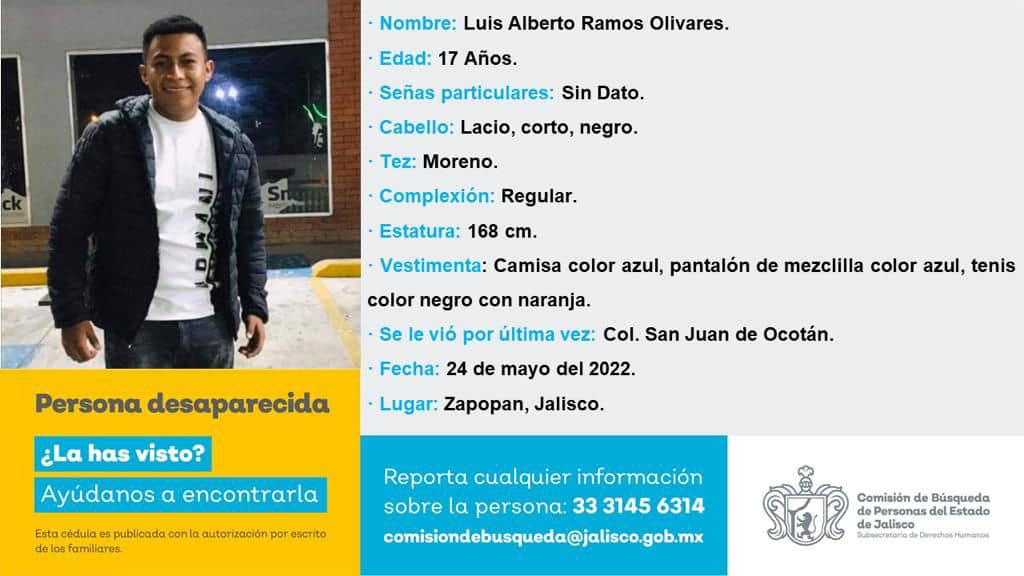 · Nombre: Luis Alberto Ramos Olivares.
· Edad: 17 Años.
· Señas particulares: Sin Dato.
· Cabello: Lacio, corto, negro.
· Tez: Moreno.
· Complexión: Regular.
· Estatura: 168 cm.
· Vestimenta: Camisa color azul, pantalón de mezclilla color azul, tenis
color negro con naranja.
· Se le vió por última vez: Col. San Juan de Ocotán.
· Fecha: 24 de mayo del 2022.
· Lugar: Zapopan, Jalisco.
ck
Persona desaparecida
¿La has visto?
Ayúdanos a encontrarla
Esta cédula es publicada con la autorización por escrito
de los familiares.
Reporta cualquier información
sobre la persona: 33 3145 6314
comisiondebusqueda@jalisco.gob.mx
Comisión de Búsqueda
de Personas del Estado
de Jalisco
Subsecretaría de Derechos Humanos